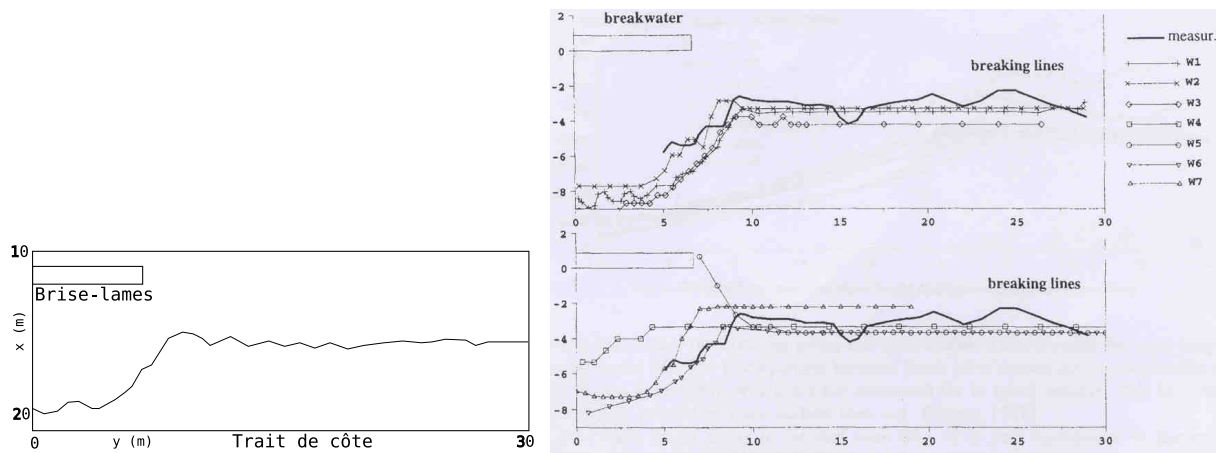 10
Brise-lames
x (m)
20
0
y (m)
Trait de côte
30
2
breakwater
0
breaking lines
-2
-4
-6
-8
0
5
10
15
20
25
30
measur.
W1
W2
W3
W4
W5
W6
W7
2
0
breaking lines
-2
-4
-6
-8
0
5
10
15
20
25
30